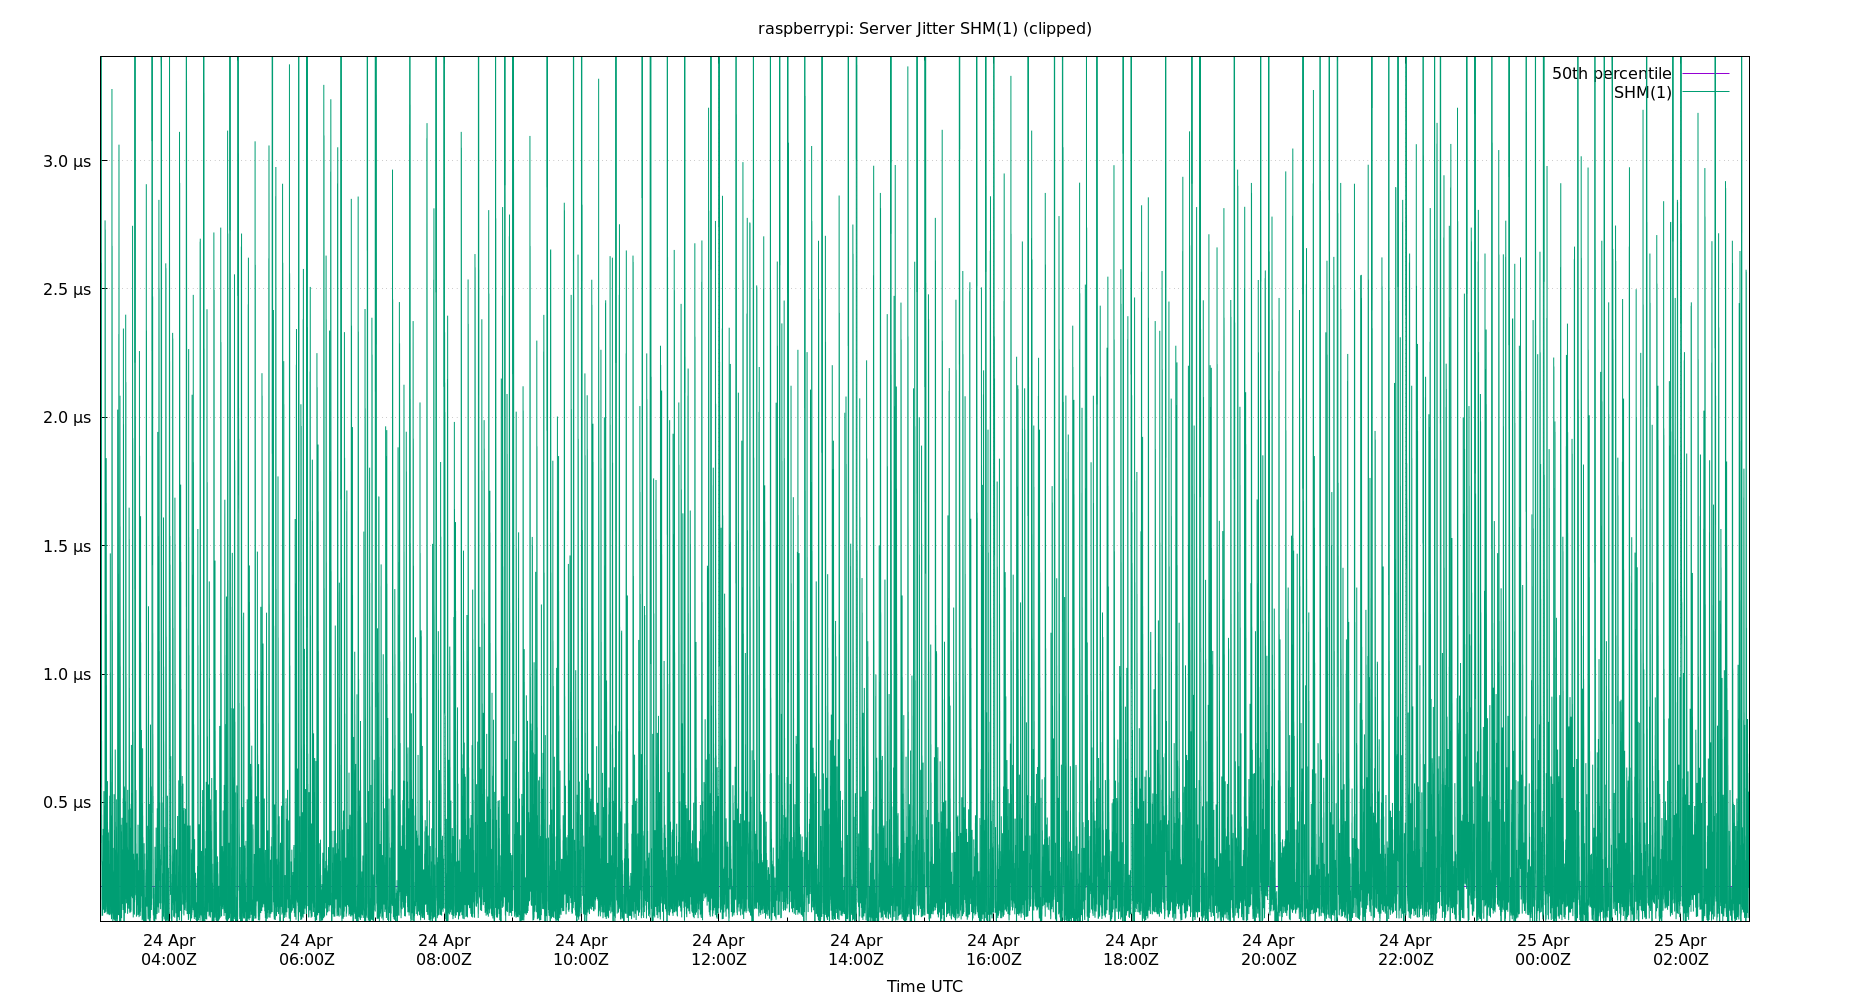 raspberrypi: Server Jitter SHM(1) (clipped)
50th percentile
SHM(1)
3.0 µs
2.5 µs
2.0 µs
1.5 µs
1.0 µs
0.5 µs
24 Apr 24 Apr 24 Apr 24 Apr 24 Apr 24 Apr 24 Apr 24 Apr 24 Apr 24 Apr 25 Apr 25 Apr
04:00Z 06:00Z 08:00Z 10:00Z 12:00Z 14:00Z 16:00Z 18:00Z 20:00Z 22:00Z 00:00Z 02:00Z
Time UTC